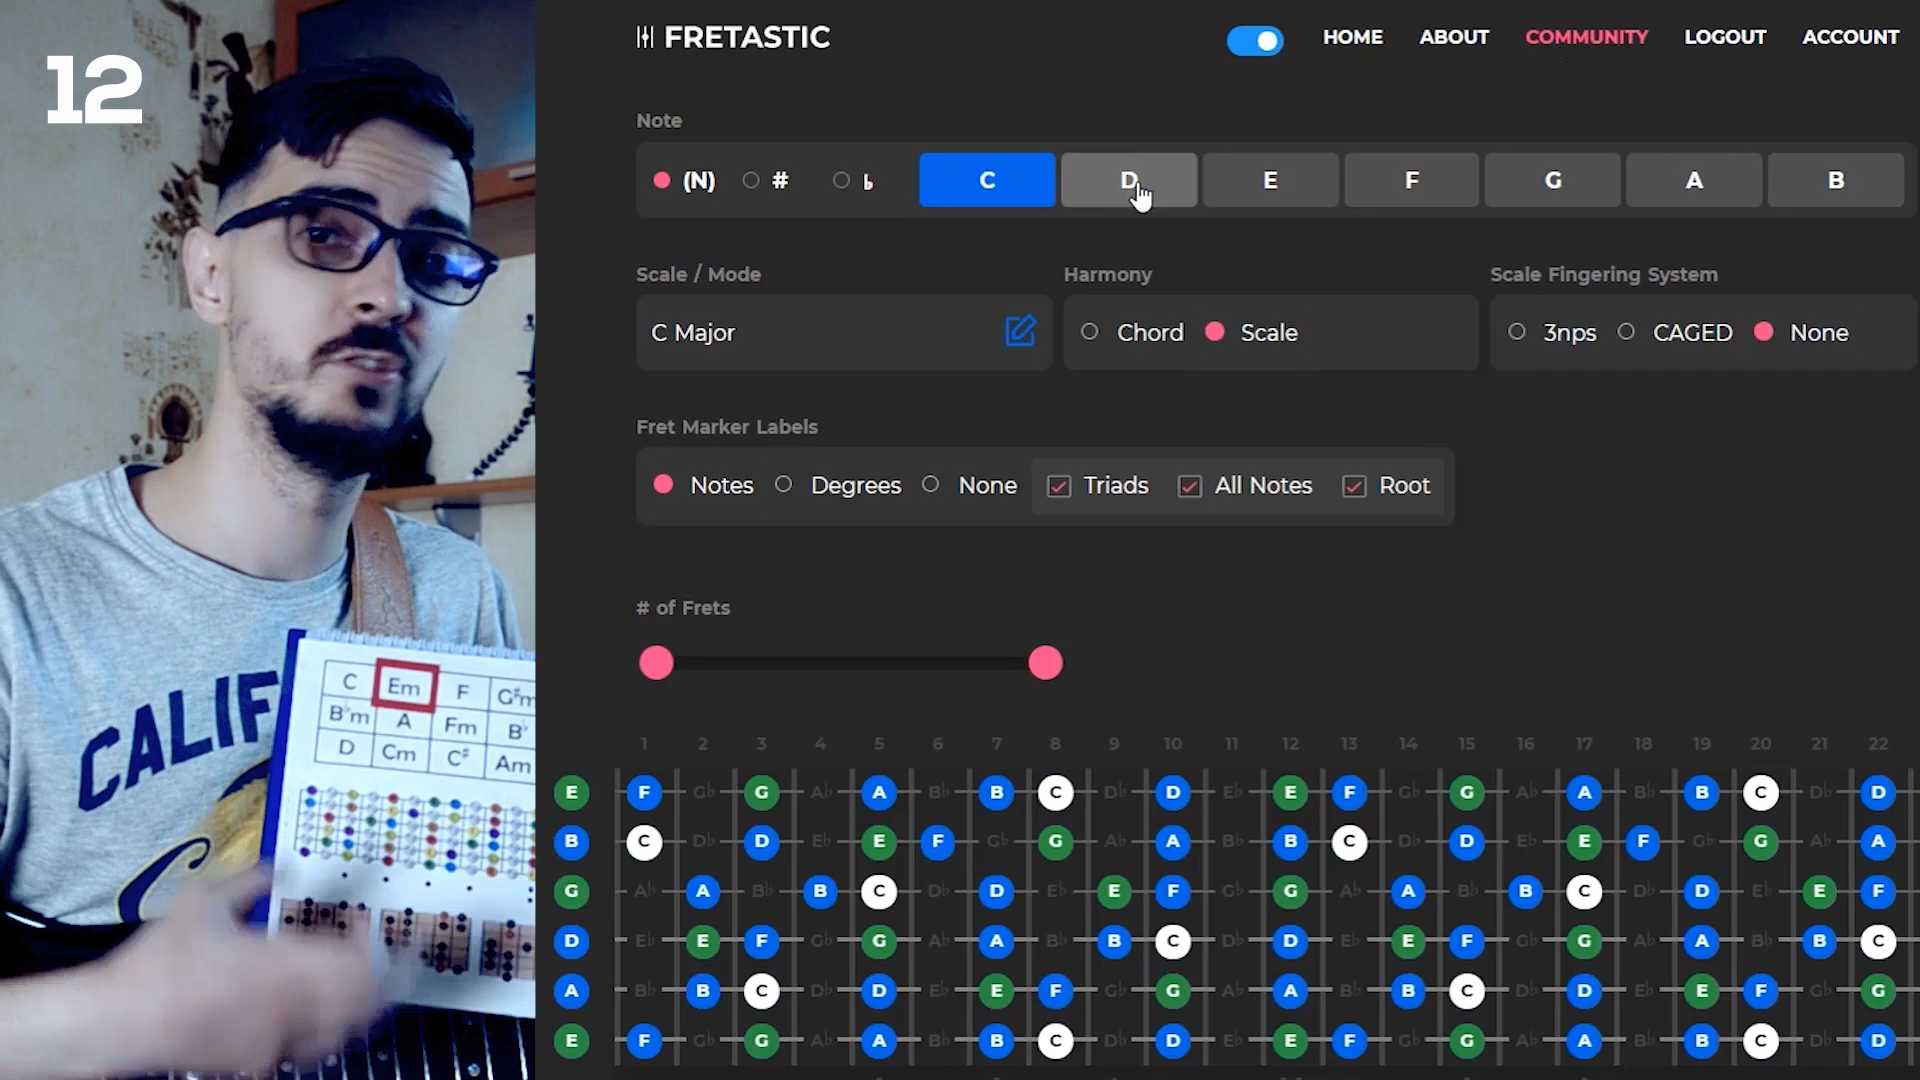 12
FRETASTIC
HOME ABOUT COMMUNITY LOGOUT ACCOUNT
Note
(N) # ♭ C D E F G A B
Scale / Mode Harmony Scale Fingering System
C Major Chord Scale 3nps CAGED None
Fret Marker Labels
Notes Degrees None Triads All Notes Root
# of Frets
1 2 3 4 5 6 7 8 9 10 11 12 13 14 15 16 17 18 19 20 21 22
E F G♭ G A♭ A B♭ B C D♭ D E♭ E F G♭ G A♭ A B♭ B C D♭ D
B C D♭ D E♭ E F G♭ G A♭ A B♭ B C D♭ D E♭ E F G♭ G A♭ A
G A♭ A B♭ B C D♭ D E♭ E F G♭ G A♭ A B♭ B C D♭ D E♭ E F
D E♭ E F G♭ G A♭ A B♭ B C D♭ D E♭ E F G♭ G A♭ A B♭ B C
A B♭ B C D♭ D E♭ E F G♭ G A♭ A B♭ B C D♭ D E♭ E F G♭ G
E F G♭ G A♭ A B♭ B C D♭ D E♭ E F G♭ G A♭ A B♭ B C D♭ D
CALIF
C Em F G♯m
B♭m A Fm B♭
D Cm C♯ Am